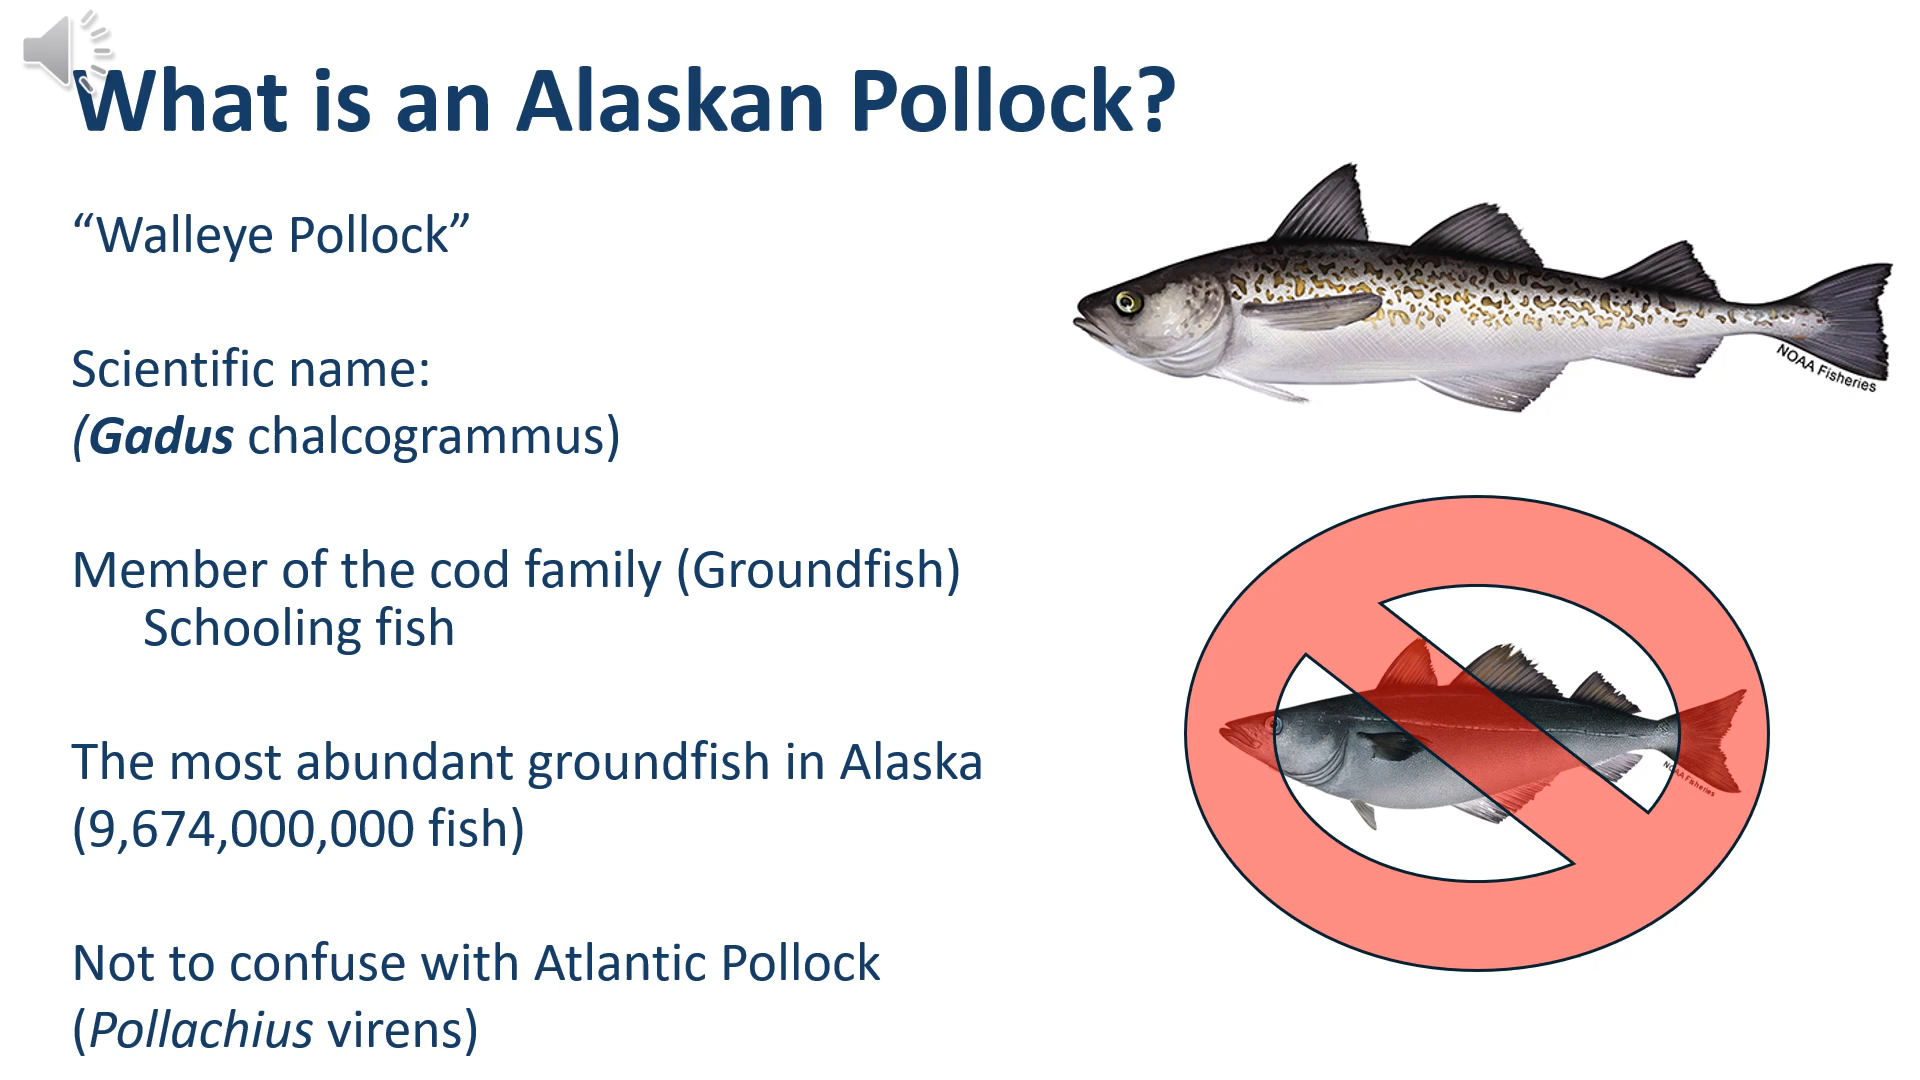 What is an Alaskan Pollock?
“Walleye Pollock”
Scientific name:
(Gadus chalcogrammus)
Member of the cod family (Groundfish)
Schooling fish
The most abundant groundfish in Alaska
(9,674,000,000 fish)
Not to confuse with Atlantic Pollock
(Pollachius virens)
NOAA Fisheries
NOAA Fisheries